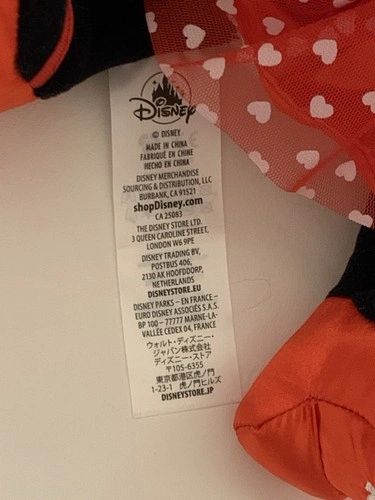 Disney
© DISNEY
MADE IN CHINA
FABRIQUÉ EN CHINE
HECHO EN CHINA
DISNEY MERCHANDISE
SOURCING & DISTRIBUTION, LLC
BURBANK, CA 91521
shopDisney.com
CA 25083
THE DISNEY STORE LTD.
3 QUEEN CAROLINE STREET,
LONDON W6 9PE
DISNEY TRADING BV,
POSTBUS 406,
2130 AK HOOFDDORP,
NETHERLANDS
DISNEYSTORE.EU
DISNEY PARKS – EN FRANCE –
EURO DISNEY ASSOCIÉS S.A.S.
BP 100 – 77777 MARNE-LA-
VALLÉE CEDEX 04, FRANCE
ウォルト・ディズニー・
ジャパン株式会社
ディズニー・ストア
〒105-6355
東京都港区虎ノ門
1-23-1 虎ノ門ヒルズ
DISNEYSTORE.JP